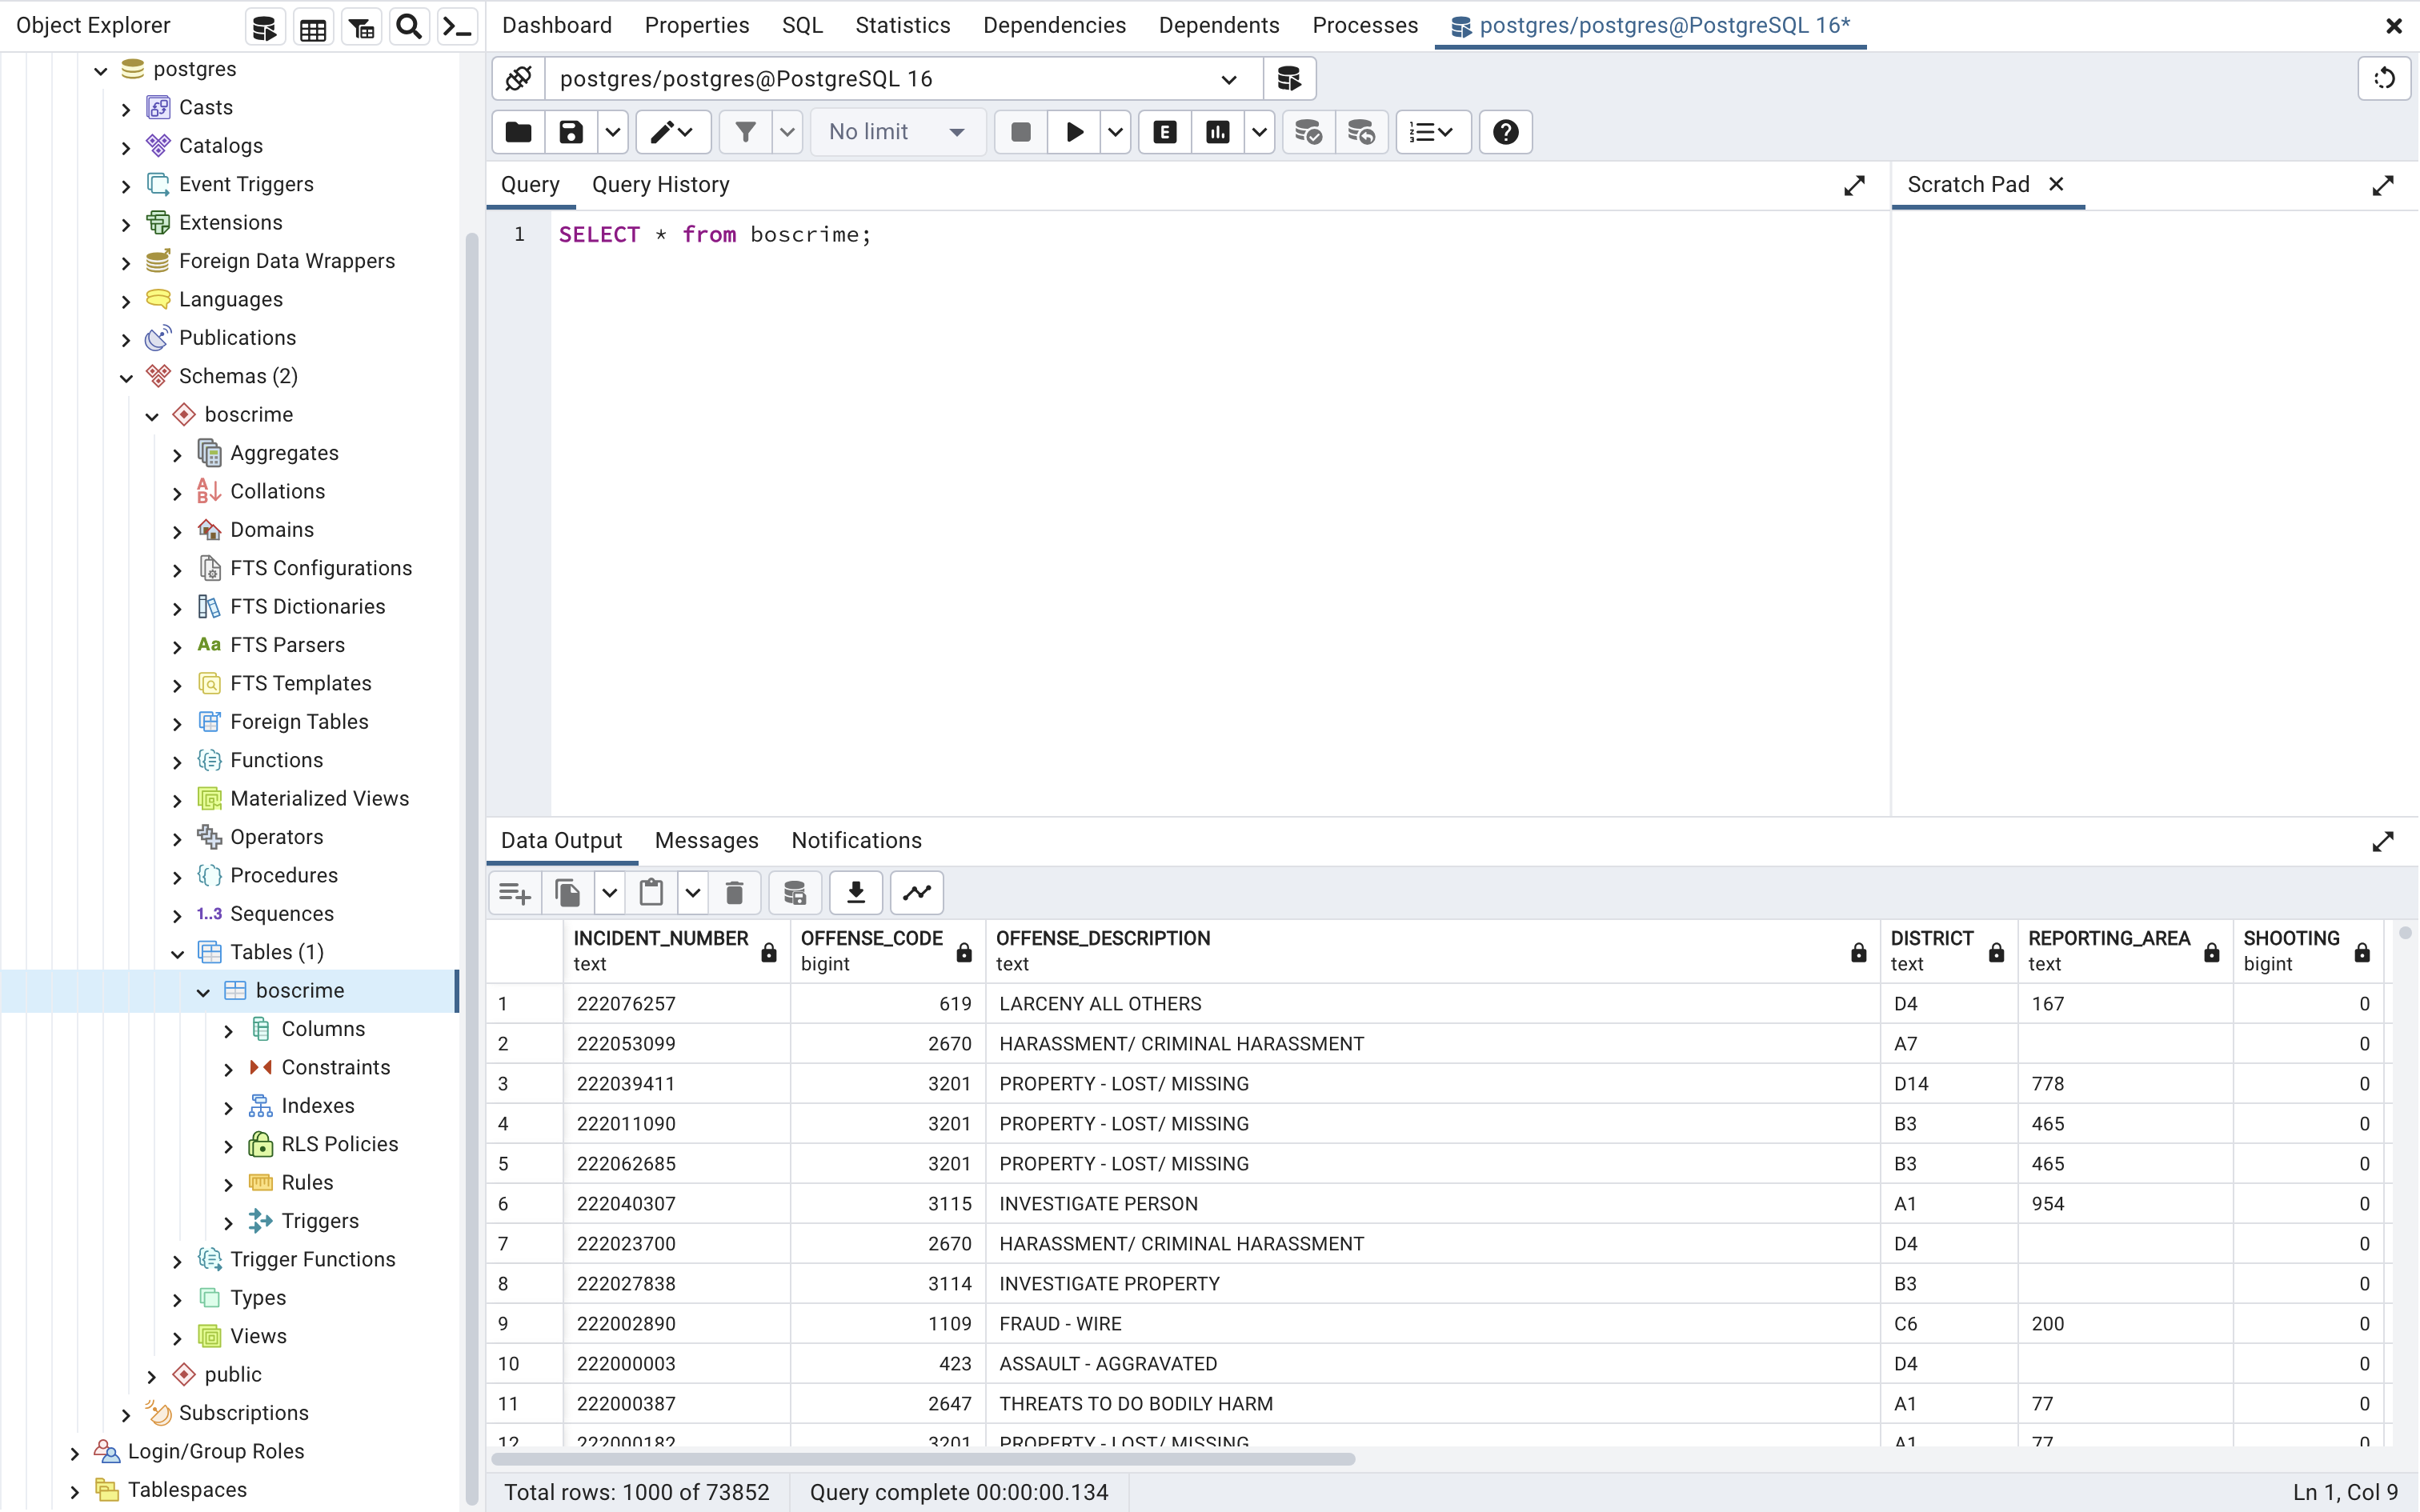 Object Explorer
Dashboard Properties SQL Statistics Dependencies Dependents Processes postgres/postgres@PostgreSQL 16*
postgres
Casts
Catalogs
Event Triggers
Extensions
Foreign Data Wrappers
Languages
Publications
Schemas (2)
boscrime
Aggregates
Collations
Domains
FTS Configurations
FTS Dictionaries
Aa FTS Parsers
FTS Templates
Foreign Tables
Functions
Materialized Views
Operators
Procedures
1..3 Sequences
Tables (1)
boscrime
Columns
Constraints
Indexes
RLS Policies
Rules
Triggers
Trigger Functions
Types
Views
public
Subscriptions
Login/Group Roles
Tablespaces
postgres/postgres@PostgreSQL 16
No limit
E
Query Query History
Scratch Pad
1 SELECT * from boscrime;
Data Output Messages Notifications
INCIDENT_NUMBER OFFENSE_CODE OFFENSE_DESCRIPTION DISTRICT REPORTING_AREA SHOOTING
text bigint text text text bigint
1 222076257 619 LARCENY ALL OTHERS D4 167 0
2 222053099 2670 HARASSMENT/ CRIMINAL HARASSMENT A7 0
3 222039411 3201 PROPERTY - LOST/ MISSING D14 778 0
4 222011090 3201 PROPERTY - LOST/ MISSING B3 465 0
5 222062685 3201 PROPERTY - LOST/ MISSING B3 465 0
6 222040307 3115 INVESTIGATE PERSON A1 954 0
7 222023700 2670 HARASSMENT/ CRIMINAL HARASSMENT D4 0
8 222027838 3114 INVESTIGATE PROPERTY B3 0
9 222002890 1109 FRAUD - WIRE C6 200 0
10 222000003 423 ASSAULT - AGGRAVATED D4 0
11 222000387 2647 THREATS TO DO BODILY HARM A1 77 0
12 222000182 3201 PROPERTY - LOST/ MISSING A1 77 0
Total rows: 1000 of 73852 Query complete 00:00:00.134 Ln 1, Col 9